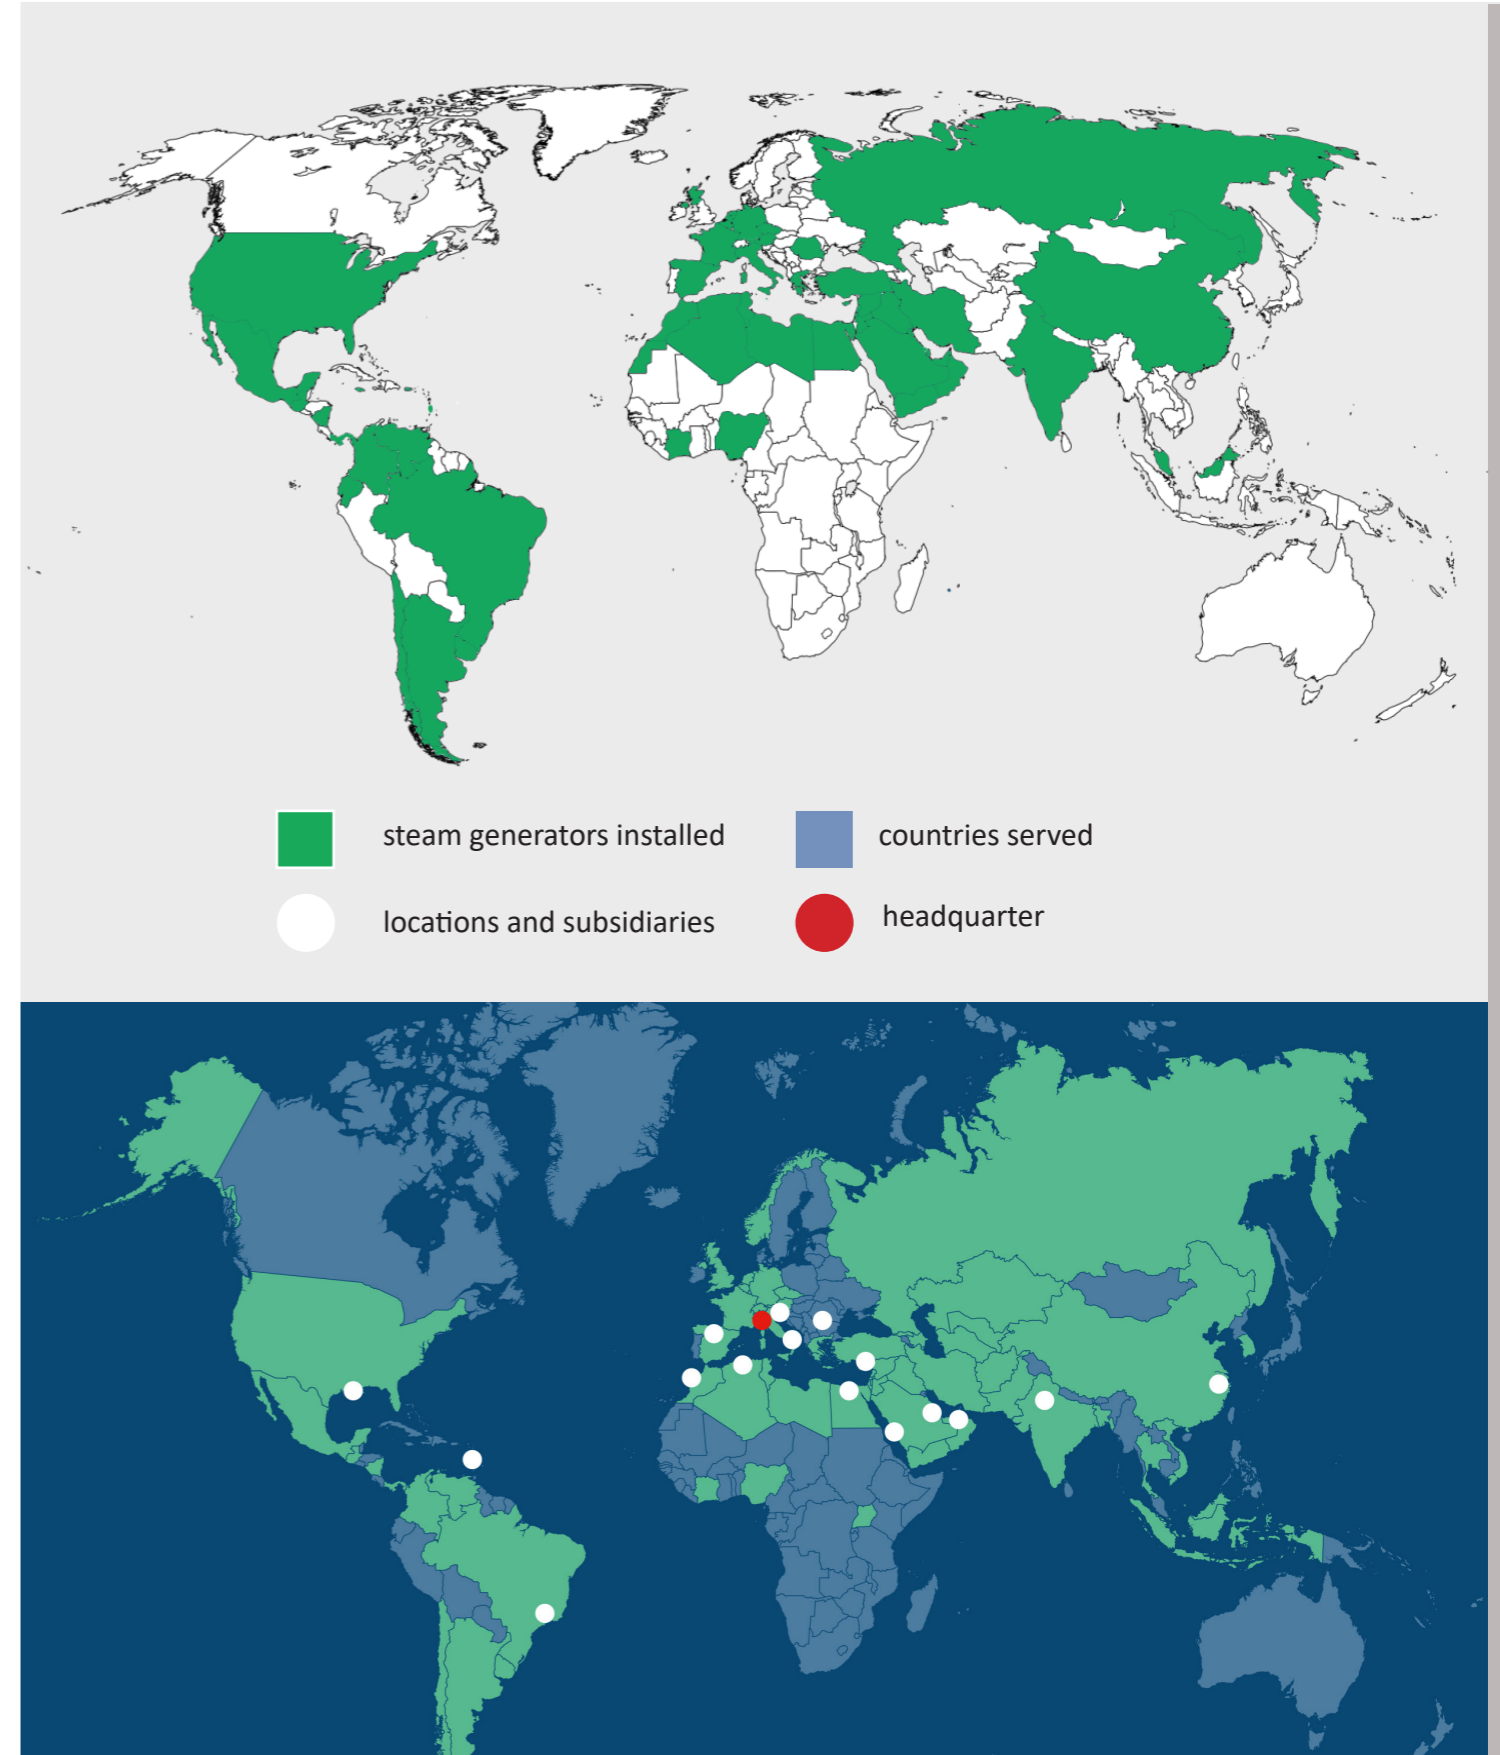 steam generators installed
countries served
locations and subsidiaries
headquarter